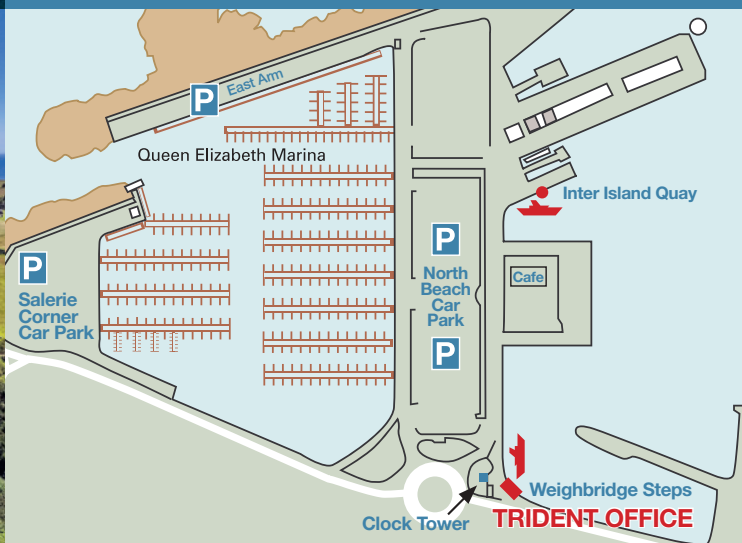 P
East Arm
Queen Elizabeth Marina
Inter Island Quay
P
P
North
Beach
Car
Park
P
Cafe
Salerie
Corner
Car Park
Weighbridge Steps
Clock Tower
TRIDENT OFFICE